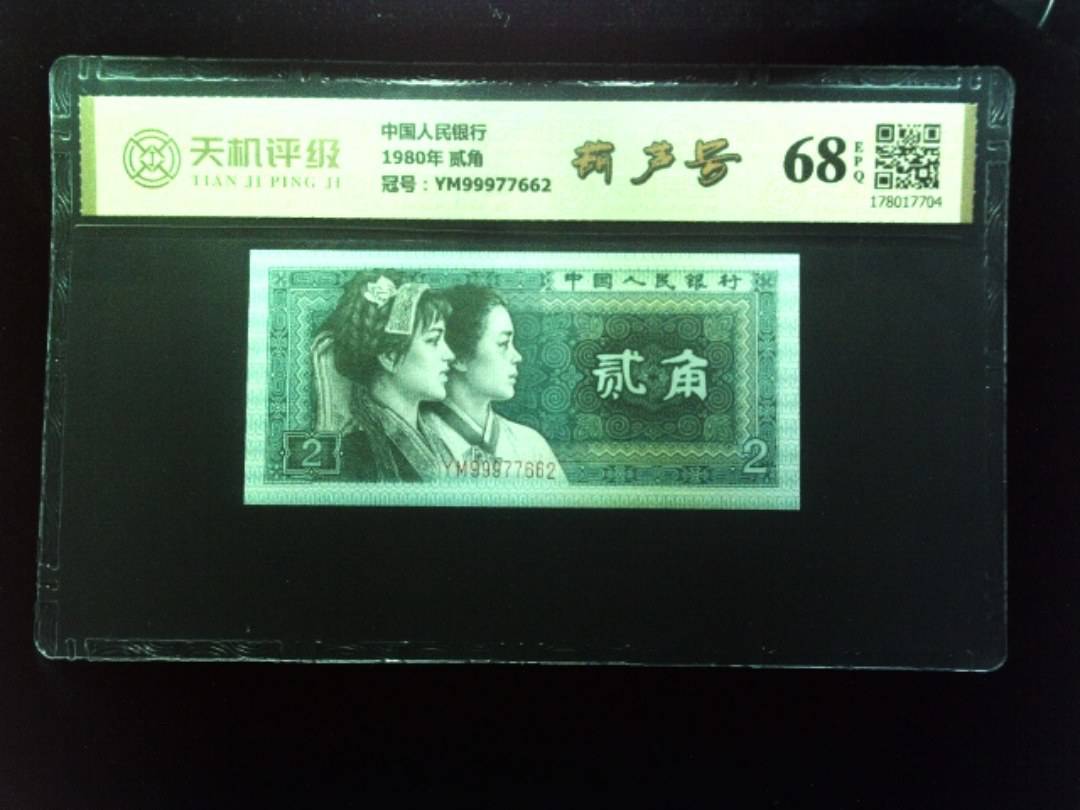 天机评级
TIAN JI PING JI
中国人民银行
1980年 贰角
冠号：YM99977662
葫芦号
68
EPQ
178017704
中国人民银行
贰角
2
2
YM99977662